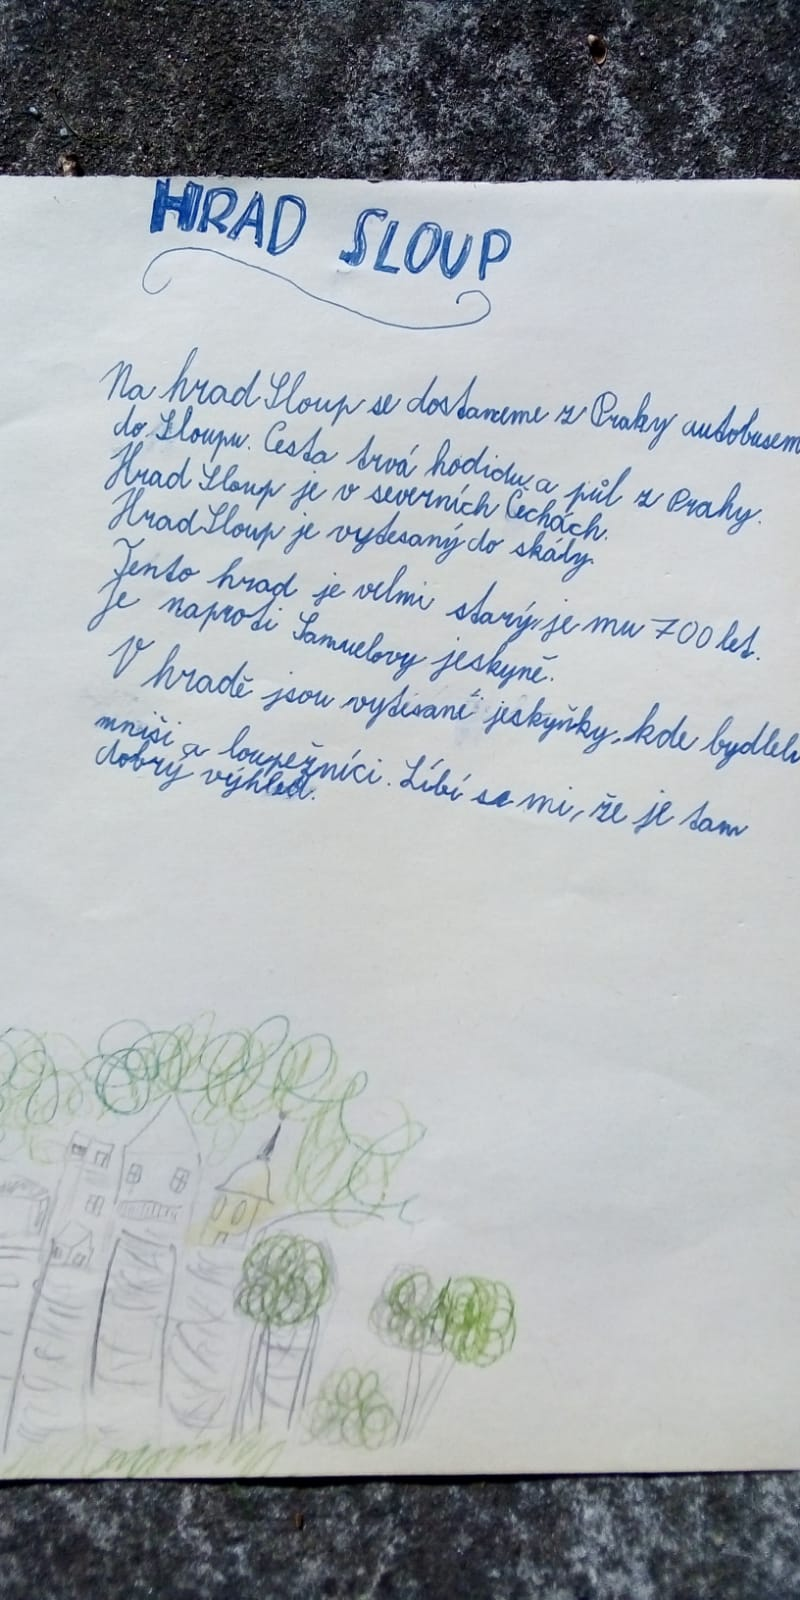 HRAD SLOUP
Na hrad Sloup se dostaneme z Prahy autobusem
do Sloupu. Cesta trvá hodidu a půl z Prahy.
Hrad Sloup je v severních Čechách.
Hrad Sloup je vytesaný do skály.
Tento hrad je velmi starý, je mu 700 let.
Je naproti Samuelovy jeskyně.
V hradě jsou vytesané jeskyňky, kde bydleli
mniši a loupežníci. Líbí se mi, že je tam
dobrý výhled.